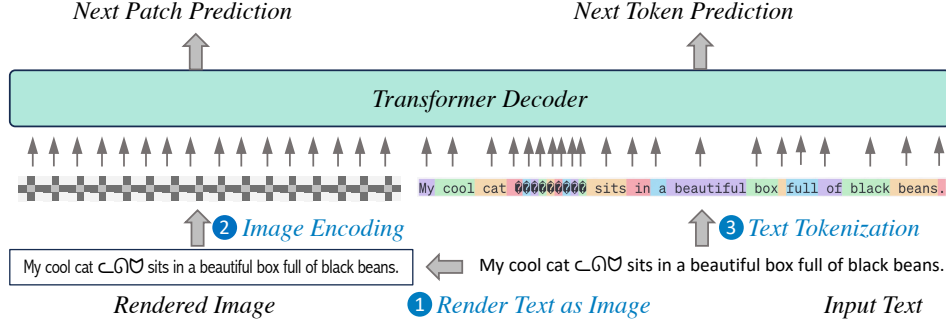 Next Patch Prediction
Next Token Prediction
Transformer Decoder
My cool cat ��������� sits in a beautiful box full of black beans.
2 Image Encoding
3 Text Tokenization
My cool cat sits in a beautiful box full of black beans.
My cool cat sits in a beautiful box full of black beans.
Rendered Image
1 Render Text as Image
Input Text